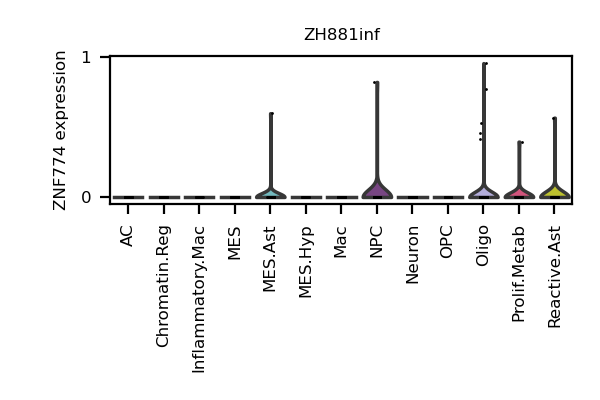 ZH881inf
ZNF774 expression
1
0
AC
Chromatin.Reg
Inflammatory.Mac
MES
MES.Ast
MES.Hyp
Mac
NPC
Neuron
OPC
Oligo
Prolif.Metab
Reactive.Ast